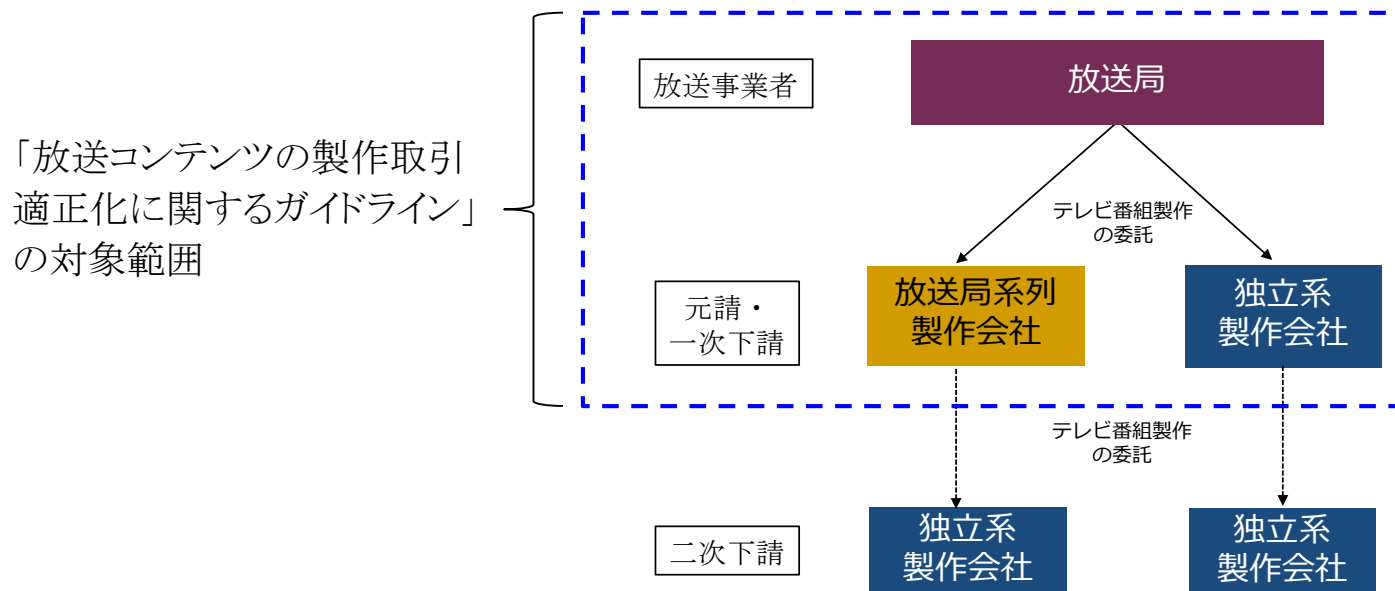 放送事業者
放送局
「放送コンテンツの製作取引
適正化に関するガイドライン」
の対象範囲
テレビ番組製作
の委託
元請・
一次下請
放送局系列
製作会社
独立系
製作会社
テレビ番組製作
の委託
二次下請
独立系
製作会社
独立系
製作会社